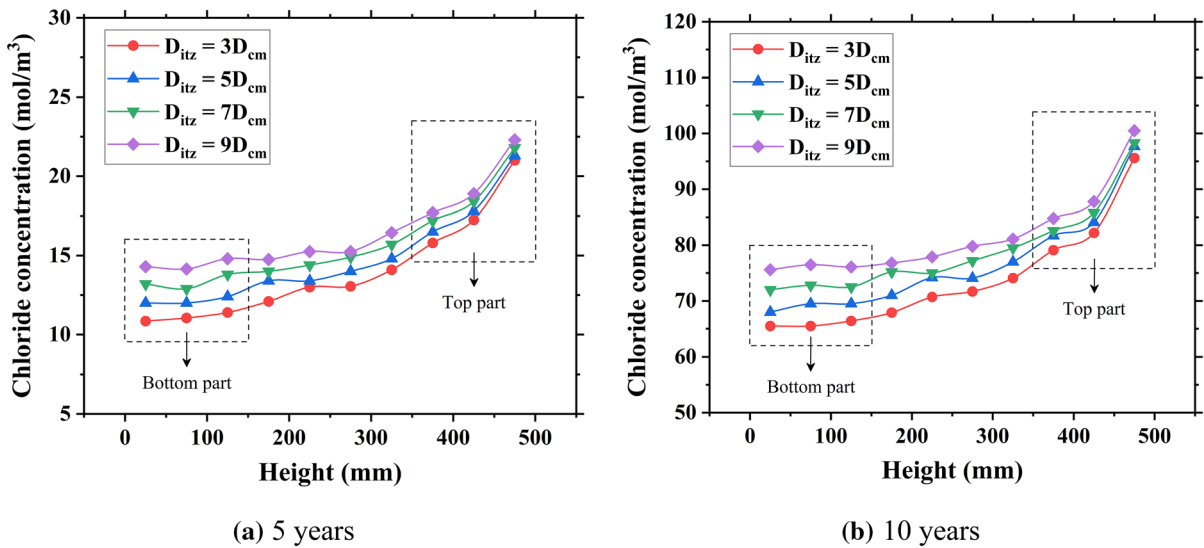 Chloride concentration (mol/m³)
30
25
20
15
10
5
D_itz = 3D_cm
D_itz = 5D_cm
D_itz = 7D_cm
D_itz = 9D_cm
Top part
Bottom part
0 100 200 300 400 500
Height (mm)
(a) 5 years
Chloride concentration (mol/m³)
120
110
100
90
80
70
60
50
D_itz = 3D_cm
D_itz = 5D_cm
D_itz = 7D_cm
D_itz = 9D_cm
Top part
Bottom part
0 100 200 300 400 500
Height (mm)
(b) 10 years